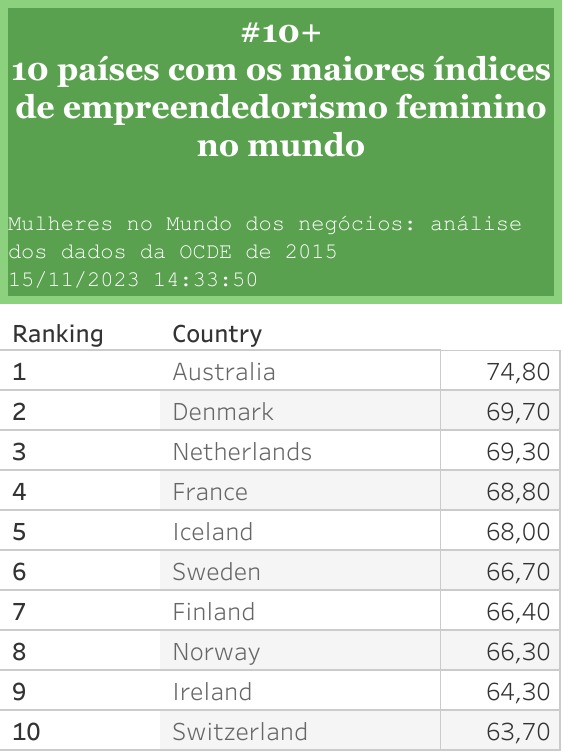 #10+
10 países com os maiores índices
de empreendedorismo feminino
no mundo
Mulheres no Mundo dos negócios: análise
dos dados da OCDE de 2015
15/11/2023 14:33:50
Ranking Country
1 Australia 74,80
2 Denmark 69,70
3 Netherlands 69,30
4 France 68,80
5 Iceland 68,00
6 Sweden 66,70
7 Finland 66,40
8 Norway 66,30
9 Ireland 64,30
10 Switzerland 63,70